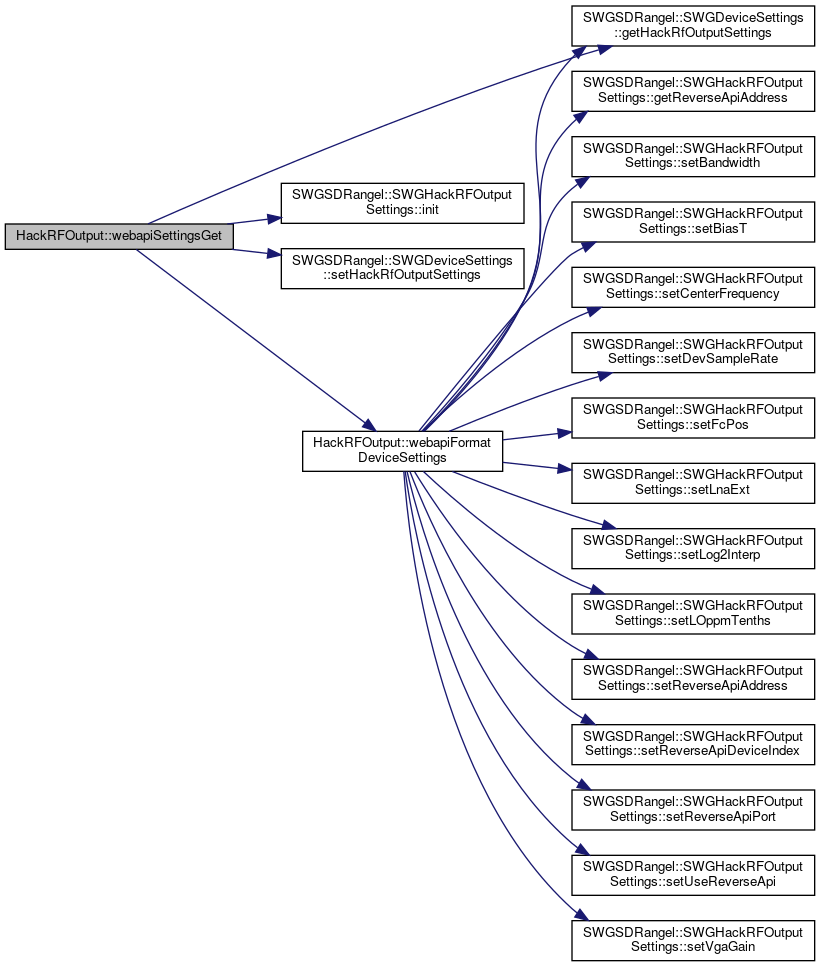 HackRFOutput::webapiSettingsGet
SWGSDRangel::SWGHackRFOutput
Settings::init
SWGSDRangel::SWGDeviceSettings
::setHackRfOutputSettings
HackRFOutput::webapiFormat
DeviceSettings
SWGSDRangel::SWGDeviceSettings
::getHackRfOutputSettings
SWGSDRangel::SWGHackRFOutput
Settings::getReverseApiAddress
SWGSDRangel::SWGHackRFOutput
Settings::setBandwidth
SWGSDRangel::SWGHackRFOutput
Settings::setBiasT
SWGSDRangel::SWGHackRFOutput
Settings::setCenterFrequency
SWGSDRangel::SWGHackRFOutput
Settings::setDevSampleRate
SWGSDRangel::SWGHackRFOutput
Settings::setFcPos
SWGSDRangel::SWGHackRFOutput
Settings::setLnaExt
SWGSDRangel::SWGHackRFOutput
Settings::setLog2Interp
SWGSDRangel::SWGHackRFOutput
Settings::setLOppmTenths
SWGSDRangel::SWGHackRFOutput
Settings::setReverseApiAddress
SWGSDRangel::SWGHackRFOutput
Settings::setReverseApiDeviceIndex
SWGSDRangel::SWGHackRFOutput
Settings::setReverseApiPort
SWGSDRangel::SWGHackRFOutput
Settings::setUseReverseApi
SWGSDRangel::SWGHackRFOutput
Settings::setVgaGain